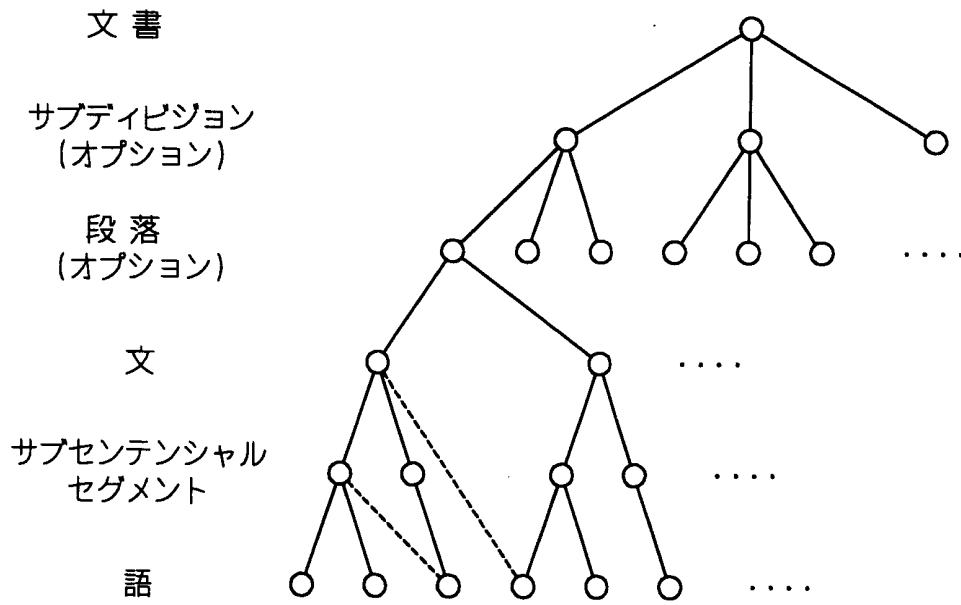 文書
サブディビジョン
(オプション)
段落
(オプション)
....
文
....
サブセンテンシャル
セグメント
....
語
....